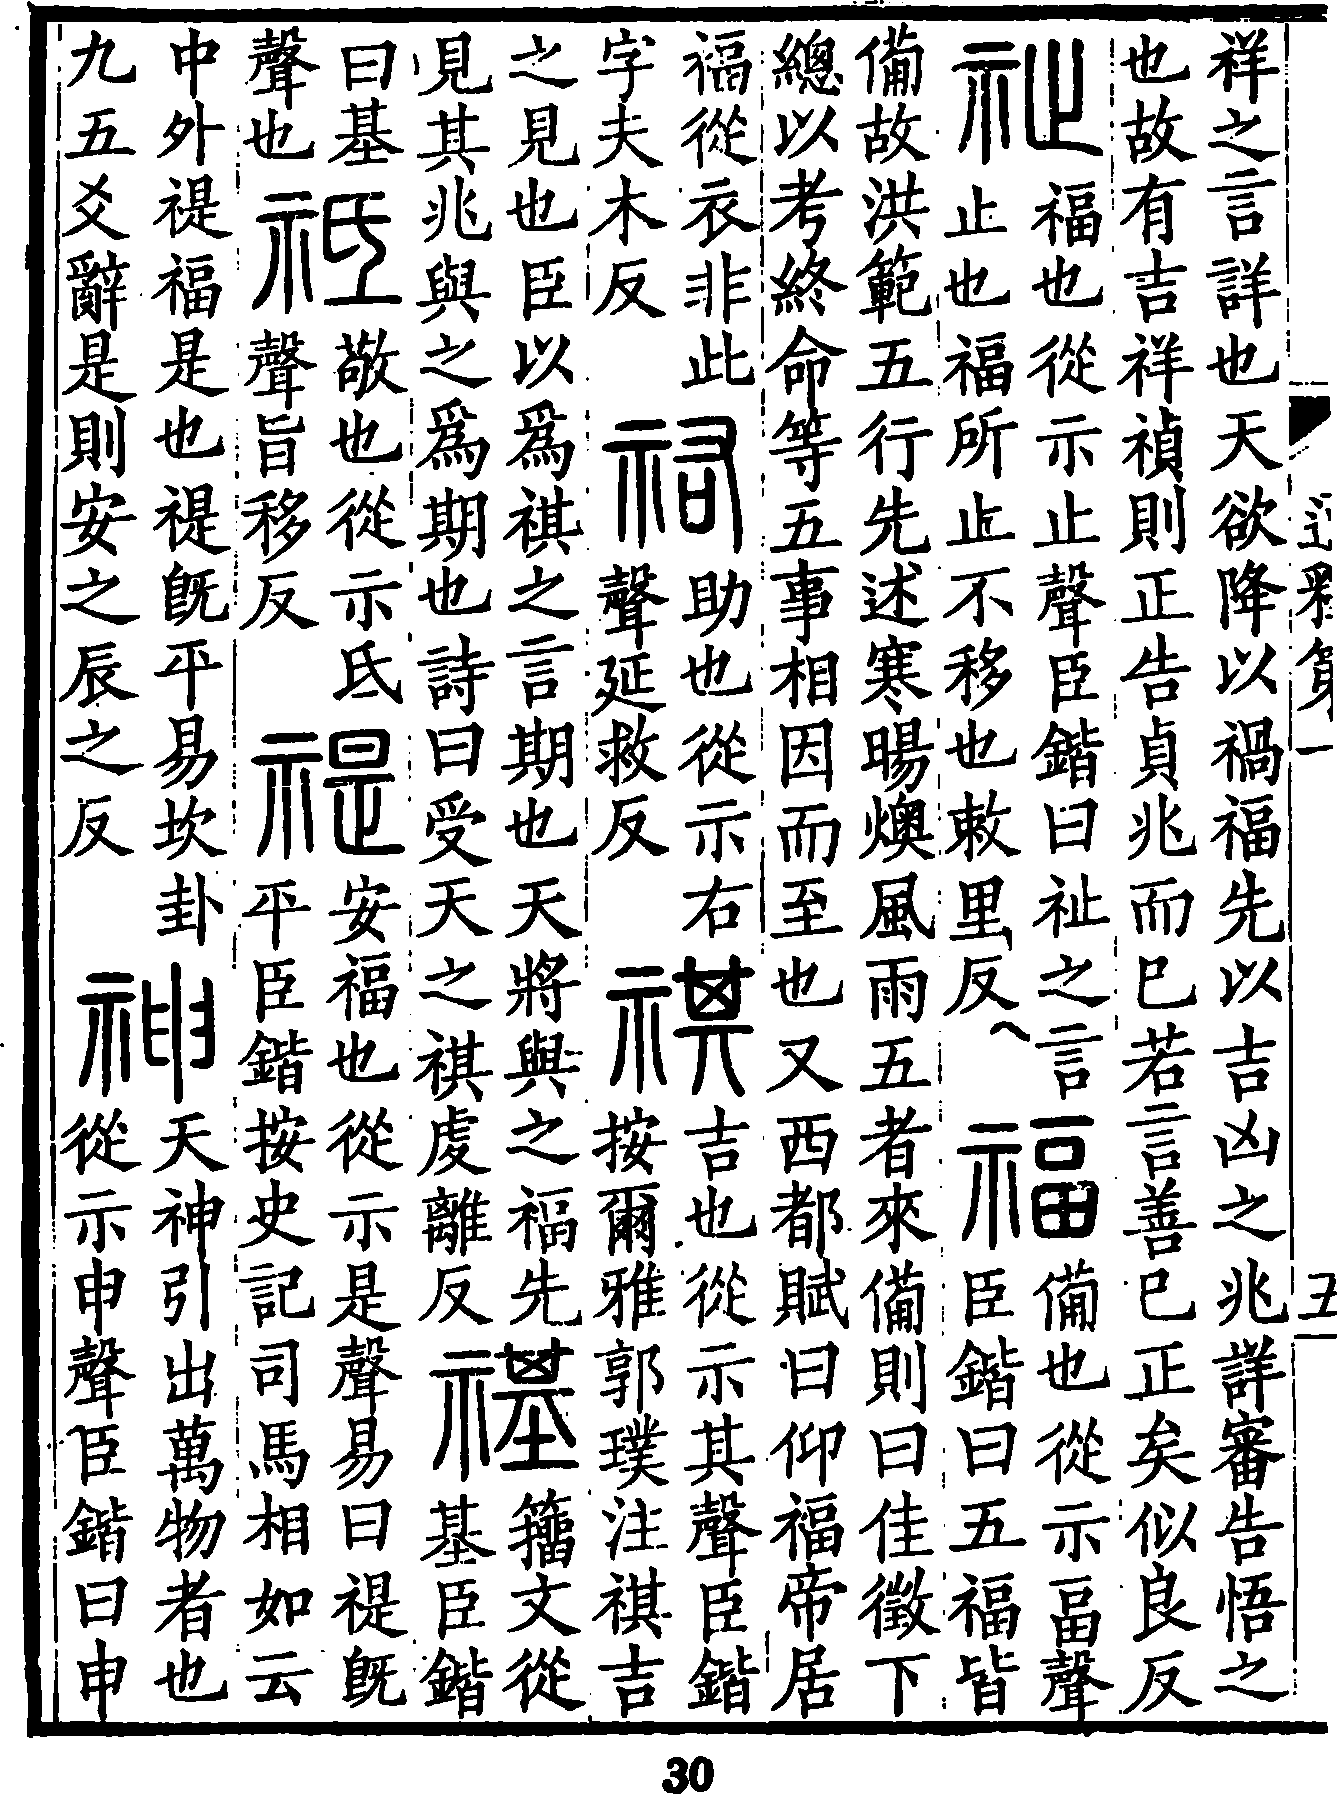 祥之言詳也天欲降以禍福先以吉凶之兆詳審告悟之
也故有吉祥禎則正告貞兆而已若言善已正矣似良反
祉
福也從示止聲臣鍇曰祉之言
止也福所止不移也敕里反
福
備也從示畐聲
臣鍇曰五福皆
備故洪範五行先述寒暘燠風雨五者來備則曰佳徵下
總以考終命等五事相因而至也又西都賦曰仰福帝居
福從衣非此
字夫木反
祐
助也從示右
聲延救反
祺
吉也從示其聲臣鍇
按爾雅郭璞注祺吉
之見也臣以爲祺之言期也天將與之福先
見其兆與之爲期也詩曰受天之祺虔離反
禥
籒文從
基臣鍇
曰基
聲也
祗
敬也從示氐
聲旨移反
禔
安福也從示是聲易曰禔旣
平臣鍇按史記司馬相如云
中外禔福是也禔旣平易坎卦
九五爻辭是則安之辰之反
神
天神引出萬物者也
從示申聲臣鍇曰申
通釋第一
五
30